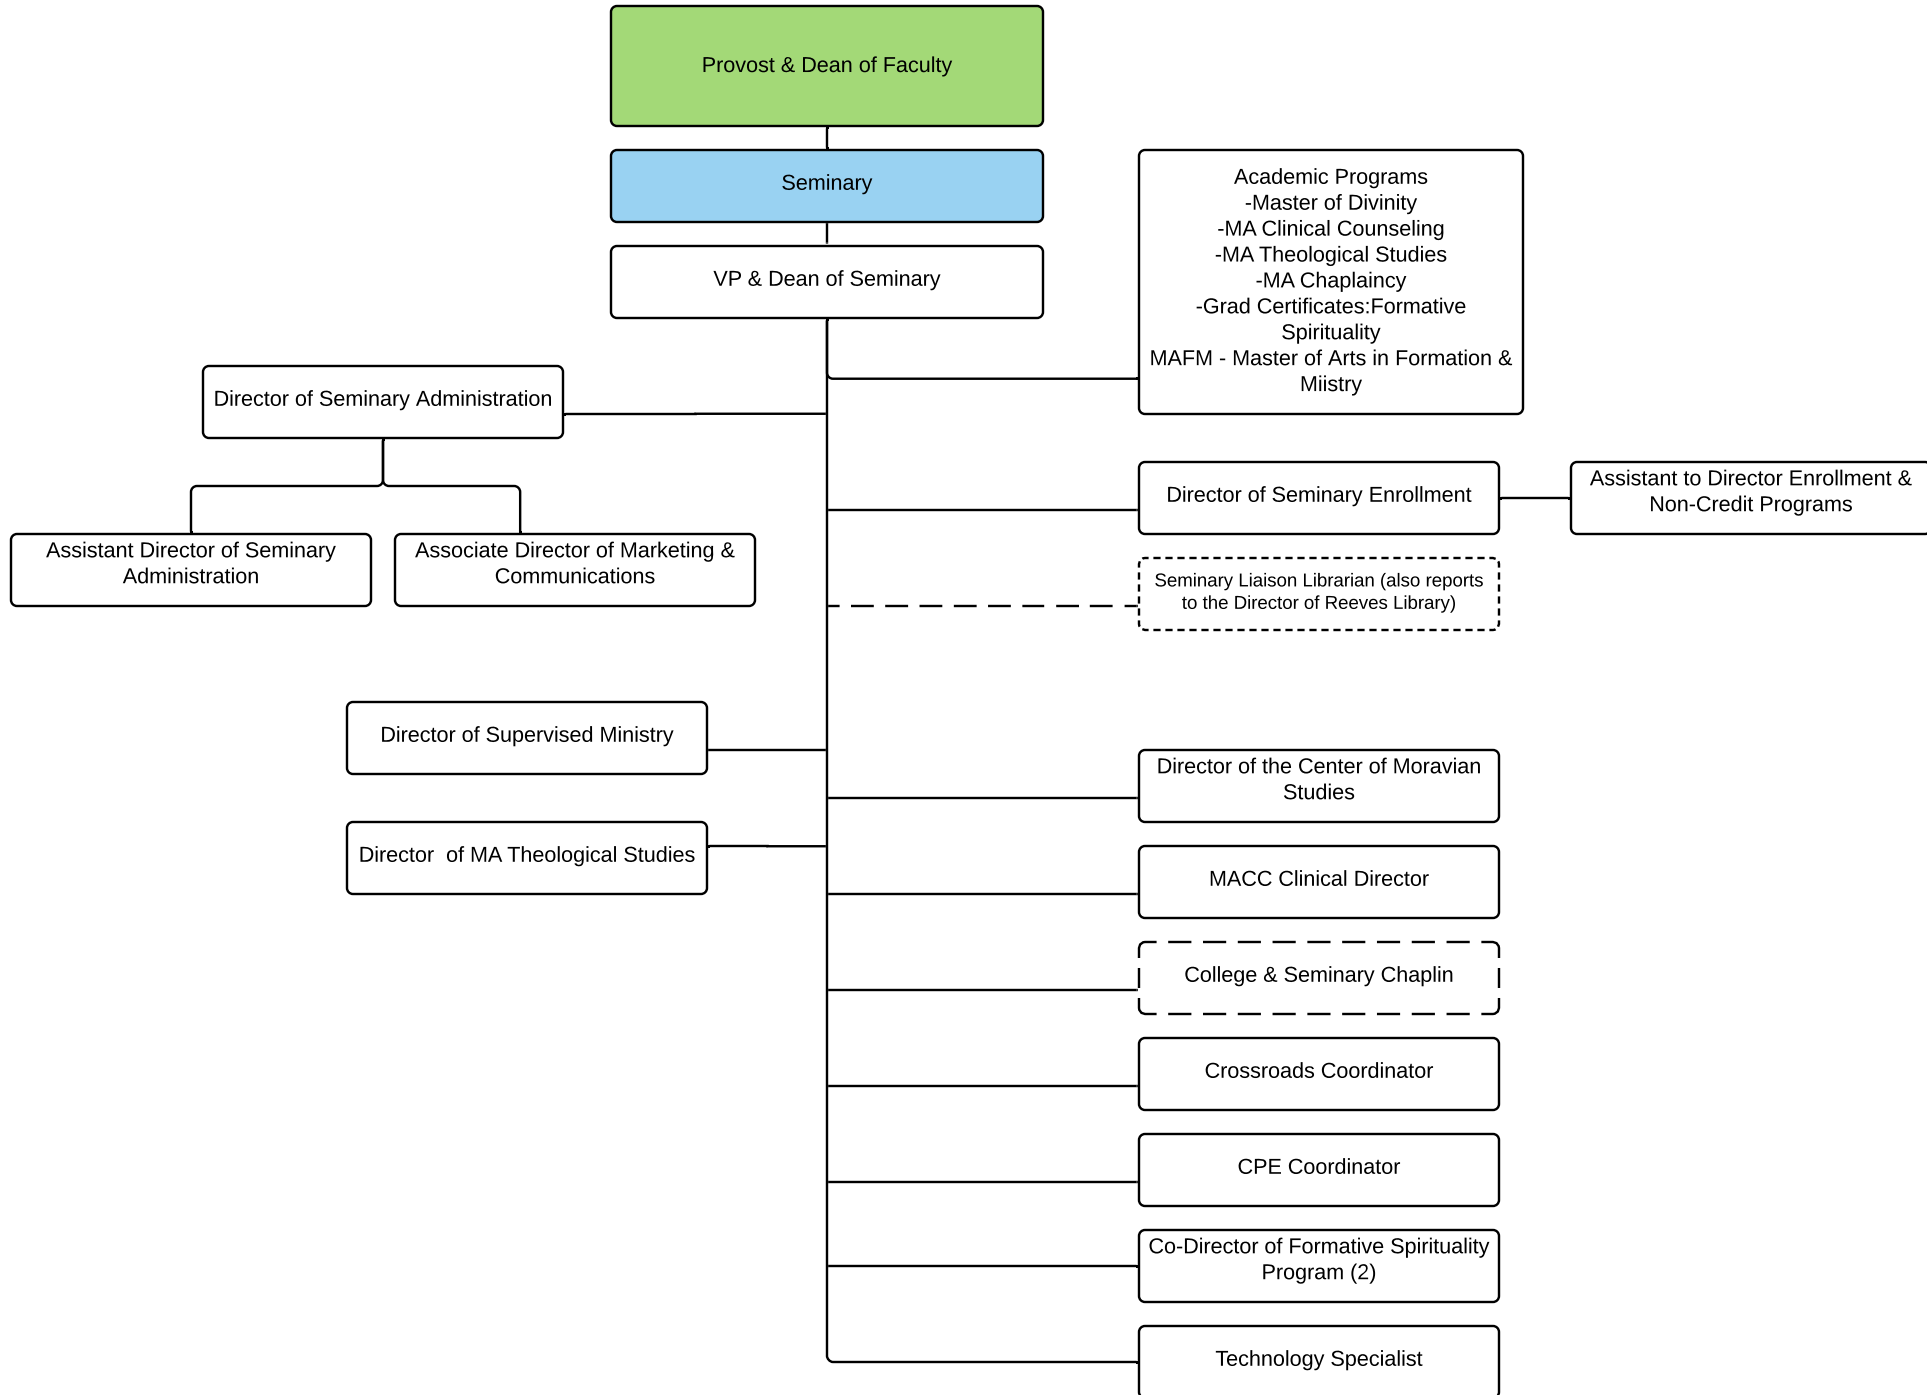 Provost & Dean of Faculty
Seminary
VP & Dean of Seminary
Academic Programs
-Master of Divinity
-MA Clinical Counseling
-MA Theological Studies
-MA Chaplaincy
-Grad Certificates:Formative
Spirituality
MAFM - Master of Arts in Formation &
Miistry
Director of Seminary Administration
Assistant Director of Seminary
Administration
Associate Director of Marketing &
Communications
Director of Seminary Enrollment
Assistant to Director Enrollment &
Non-Credit Programs
Seminary Liaison Librarian (also reports
to the Director of Reeves Library)
Director of Supervised Ministry
Director of the Center of Moravian
Studies
Director  of MA Theological Studies
MACC Clinical Director
College & Seminary Chaplin
Crossroads Coordinator
CPE Coordinator
Co-Director of Formative Spirituality
Program (2)
Technology Specialist